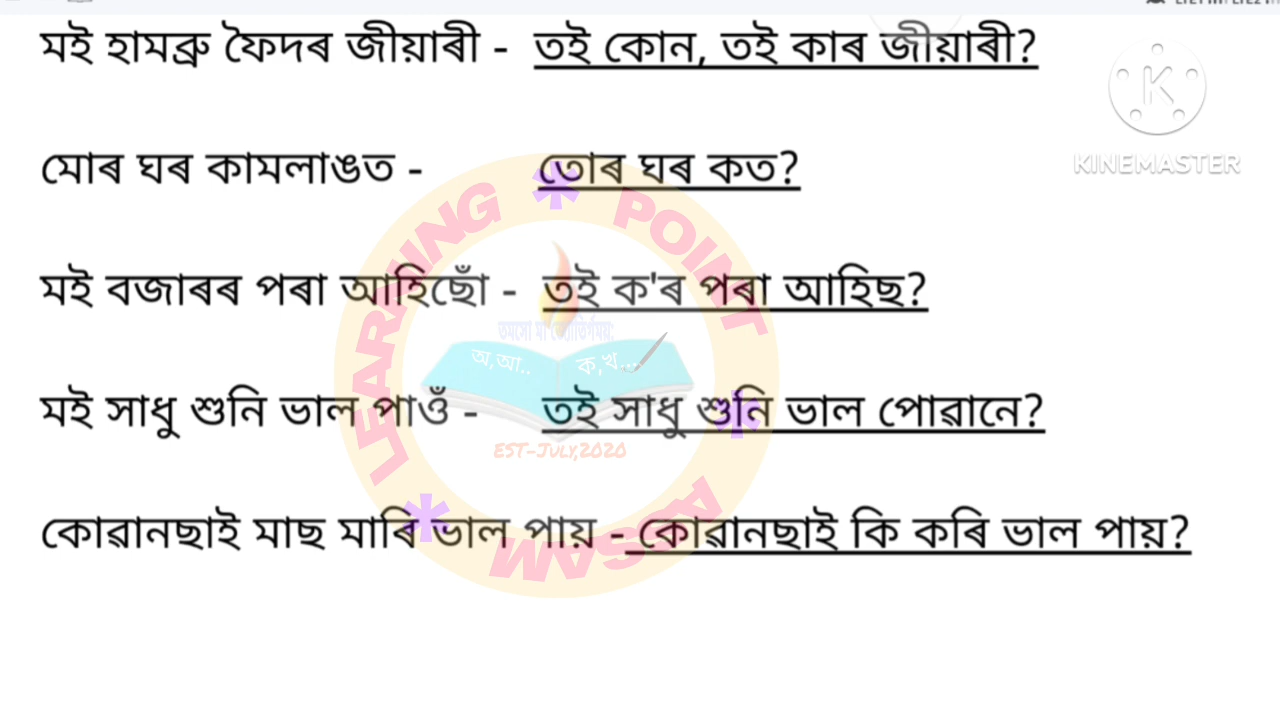 মই হামব্ৰু ফৈদৰ জীয়াৰী - তই কোন, তই কাৰ জীয়াৰী?
KINEMASTER
মোৰ ঘৰ কামলাঙত - তোৰ ঘৰ কত?
মই বজাৰৰ পৰা আহিছোঁ - তই ক'ৰ পৰা আহিছ?
মই সাধু শুনি ভাল পাওঁ - তই সাধু শুনি ভাল পোৱানে?
কোৱানছাই মাছ মাৰি ভাল পায় - কোৱানছাই কি কৰি ভাল পায়?
LEARNING * POINT * ASSAM *
অ,আ.. ক,খ...
EST-JULY,2020